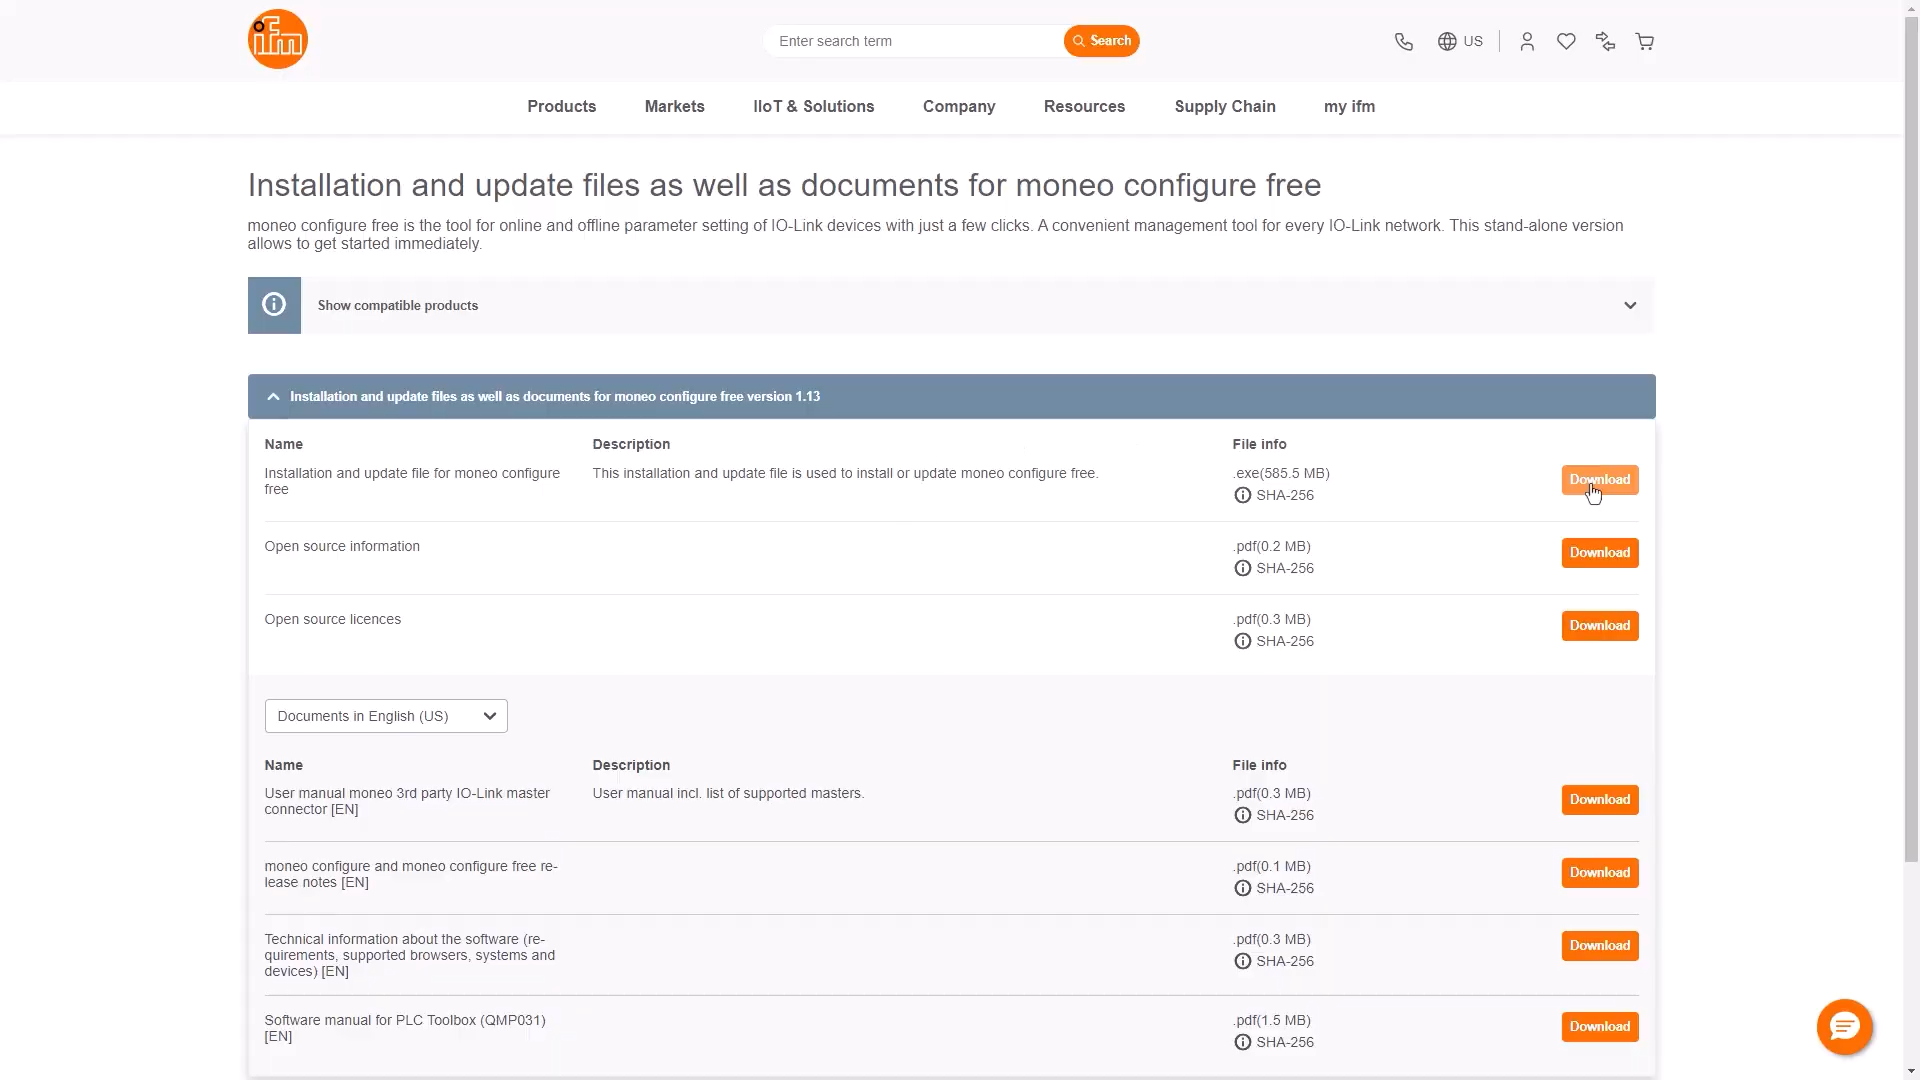 ifm
Enter search term
Search
US
Products
Markets
IIoT & Solutions
Company
Resources
Supply Chain
my ifm
Installation and update files as well as documents for moneo configure free
moneo configure free is the tool for online and offline parameter setting of IO-Link devices with just a few clicks. A convenient management tool for every IO-Link network. This stand-alone version
allows to get started immediately.
Show compatible products
Installation and update files as well as documents for moneo configure free version 1.13
Name Description File info
Installation and update file for moneo configure
free
This installation and update file is used to install or update moneo configure free.
.exe(585.5 MB)
SHA-256
Download
Open source information
.pdf(0.2 MB)
SHA-256
Download
Open source licences
.pdf(0.3 MB)
SHA-256
Download
Documents in English (US)
Name Description File info
User manual moneo 3rd party IO-Link master
connector [EN]
User manual incl. list of supported masters.
.pdf(0.3 MB)
SHA-256
Download
moneo configure and moneo configure free re-
lease notes [EN]
.pdf(0.1 MB)
SHA-256
Download
Technical information about the software (re-
quirements, supported browsers, systems and
devices) [EN]
.pdf(0.3 MB)
SHA-256
Download
Software manual for PLC Toolbox (QMP031)
[EN]
.pdf(1.5 MB)
SHA-256
Download